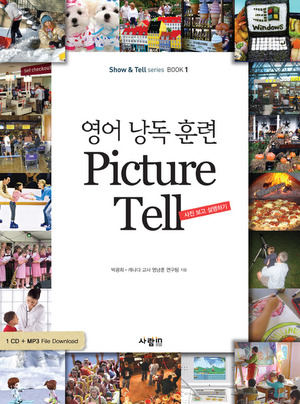 Show & Tell series BOOK 1
영어 낭독 훈련
Picture
Tell
사진 보고 설명하기
박광희・캐나다 교사 영낭훈 연구팀 지음
1 CD + MP3 File Download
사람in
Windows